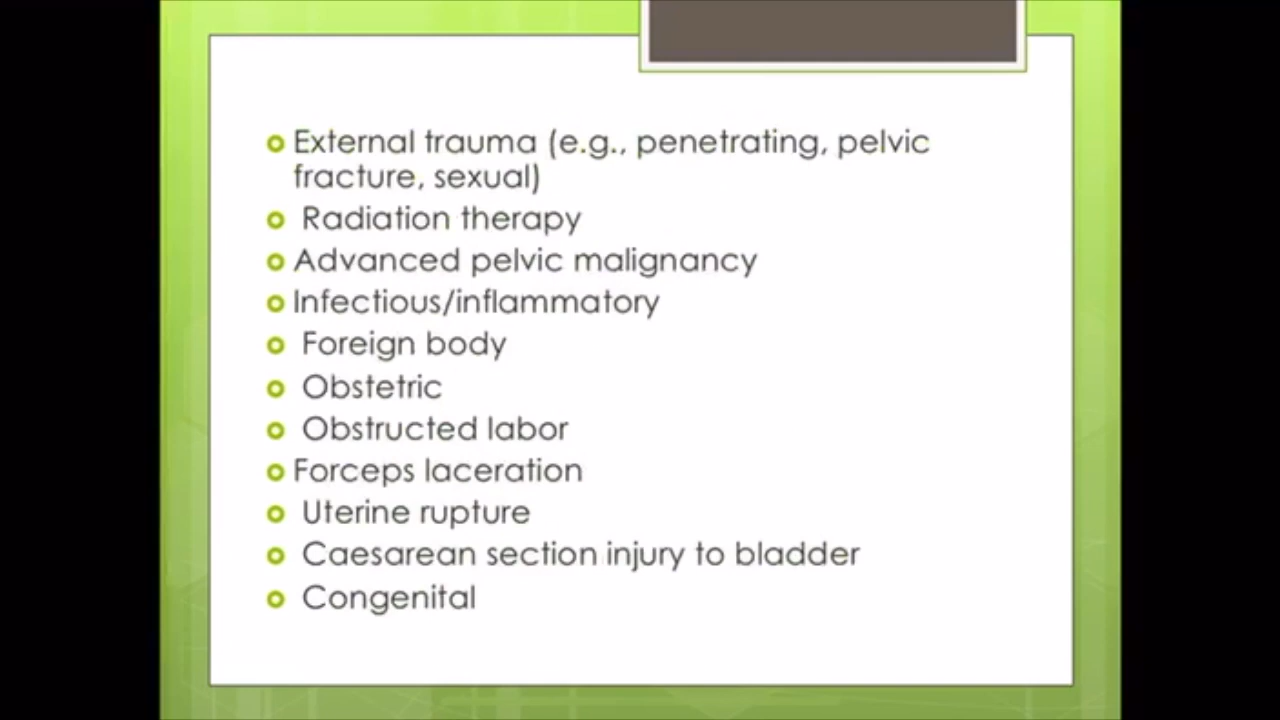 External trauma (e.g., penetrating, pelvic
fracture, sexual)
Radiation therapy
Advanced pelvic malignancy
Infectious/inflammatory
Foreign body
Obstetric
Obstructed labor
Forceps laceration
Uterine rupture
Caesarean section injury to bladder
Congenital